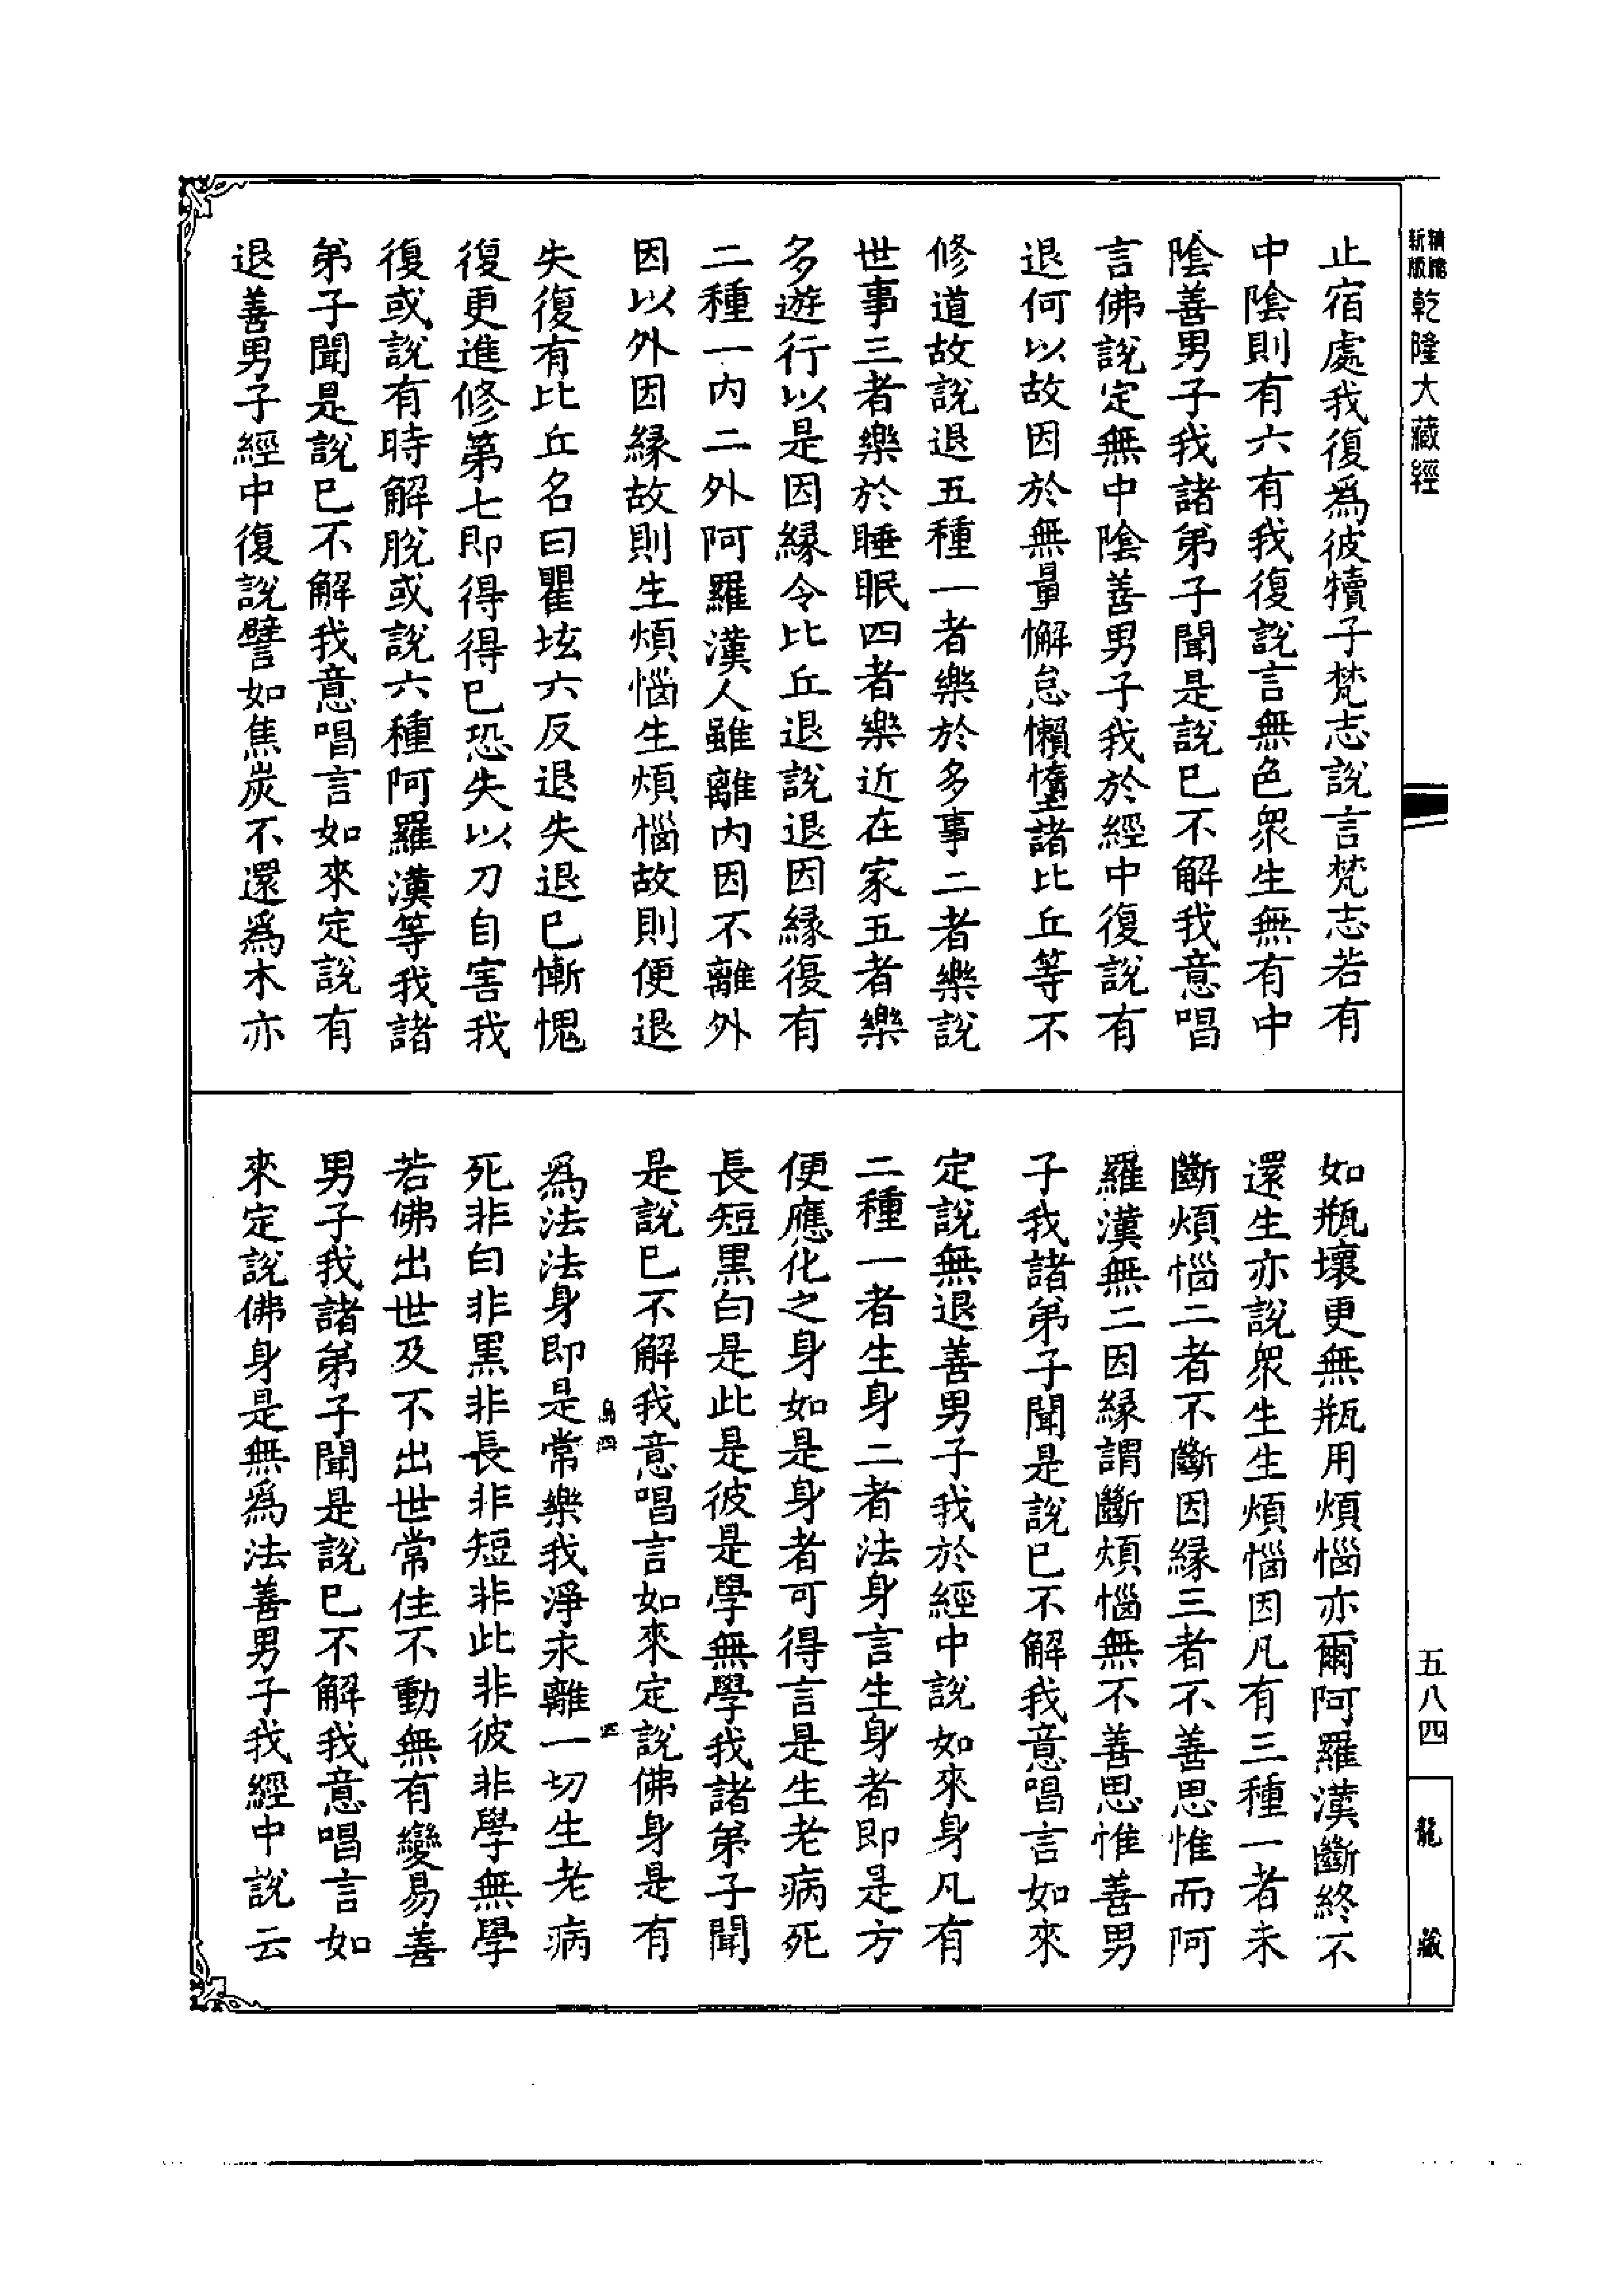 新版
精縮
乾隆大藏經
五八四
龍藏
止宿處我復為彼犢子梵志說言梵志若有
中陰則有六有我復說言無色眾生無有中
陰善男子我諸弟子聞是說已不解我意唱
言佛說定無中陰善男子我於經中復說有
退何以故因於無量懈怠懶墮諸比丘等不
修道故說退五種一者樂於多事二者樂說
世事三者樂於睡眠四者樂近在家五者樂
多遊行以是因緣令比丘退說退因緣復有
二種一內二外阿羅漢人雖離內因不離外
因以外因緣故則生煩惱生煩惱故則便退
失復有比丘名曰瞿坻六反退失退已慚愧
復更進修第七即得得已恐失以刀自害我
復或說有時解脫或說六種阿羅漢等我諸
弟子聞是說已不解我意唱言如來定說有
退善男子經中復說譬如焦炭不還為木亦
如瓶壞更無瓶用煩惱亦爾阿羅漢斷終不
還生亦說眾生生煩惱因凡有三種一者未
斷煩惱二者不斷因緣三者不善思惟而阿
羅漢無二因緣謂斷煩惱無不善思惟善男
子我諸弟子聞是說已不解我意唱言如來
定說無退善男子我於經中說如來身凡有
二種一者生身二者法身言生身者即是方
便應化之身如是身者可得言是生老病死
長短黑白是此是彼是學無學我諸弟子聞
是說已不解我意唱言如來定說佛身是有
為法法身即是常樂我淨永離一切生老病
死非白非黑非長非短非此非彼非學無學
若佛出世及不出世常住不動無有變易善
男子我諸弟子聞是說已不解我意唱言如
來定說佛身是無為法善男子我經中說云